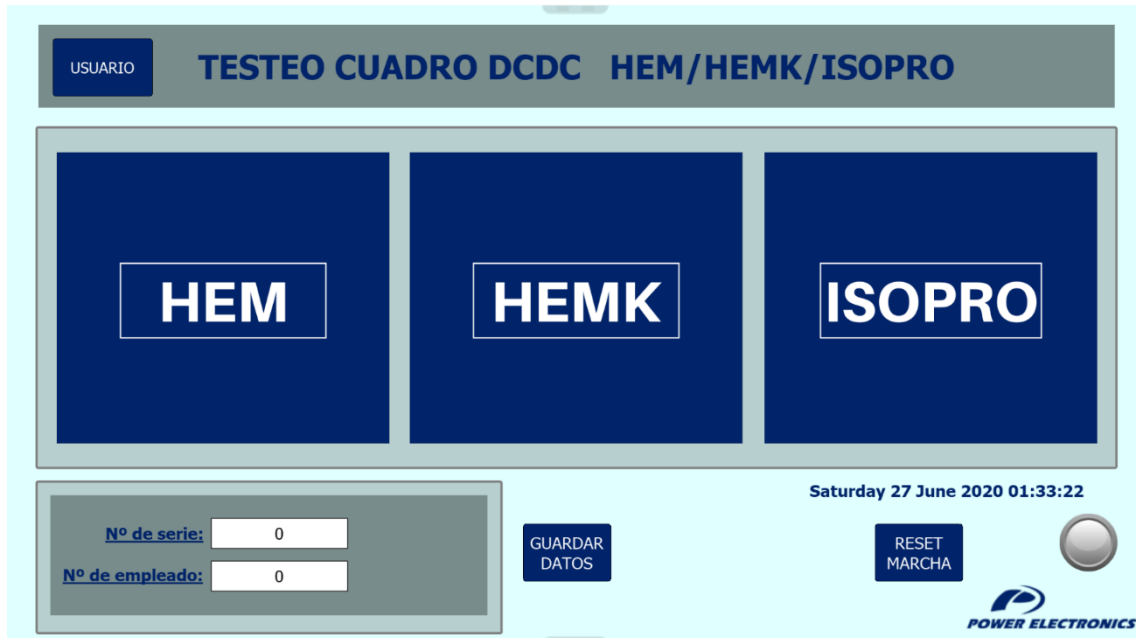 USUARIO
TESTEO CUADRO DCDC HEM/HEMK/ISOPRO
HEM
HEMK
ISOPRO
Saturday 27 June 2020 01:33:22
Nº de serie:
0
Nº de empleado:
0
GUARDAR
DATOS
RESET
MARCHA
POWER ELECTRONICS